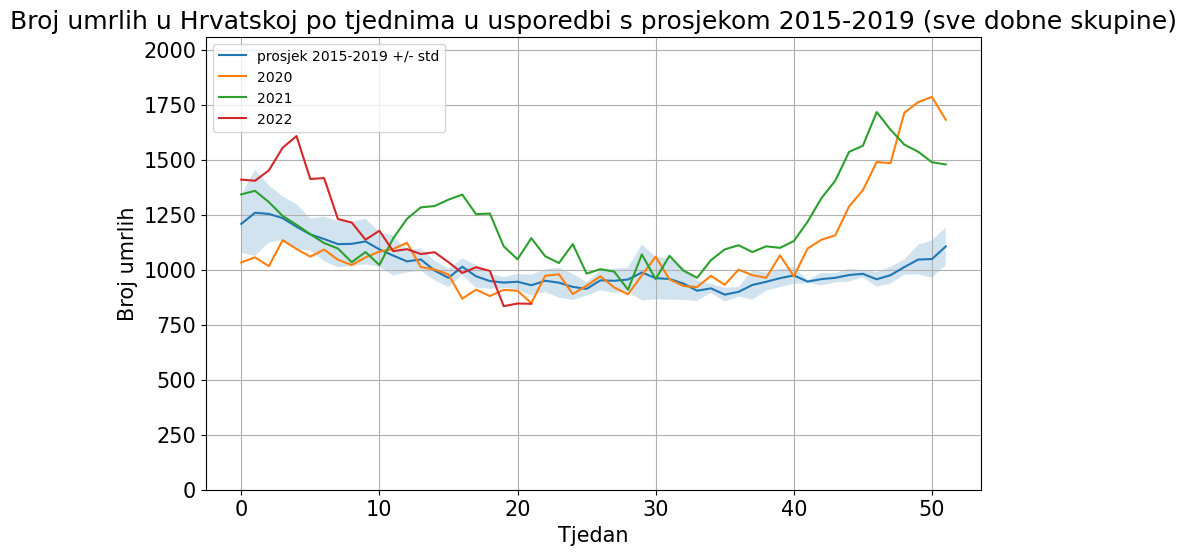 Broj umrlih u Hrvatskoj po tjednima u usporedbi s prosjekom 2015-2019 (sve dobne skupine)
prosjek 2015-2019 +/- std
2020
2021
2022
Broj umrlih
2000
1750
1500
1250
1000
750
500
250
0
0 10 20 30 40 50
Tjedan